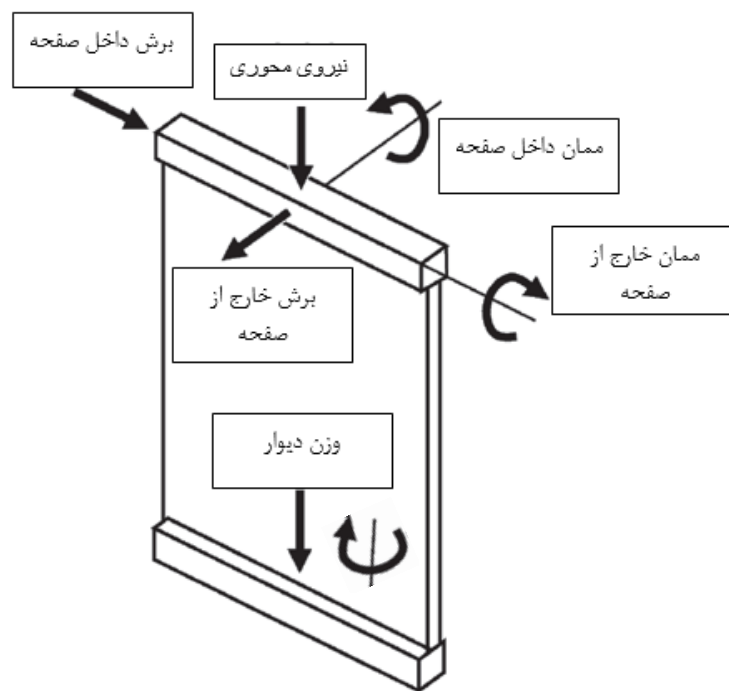 برش داخل صفحه
نیروی محوری
ممان داخل صفحه
ممان خارج از
صفحه
برش خارج از
صفحه
وزن دیوار